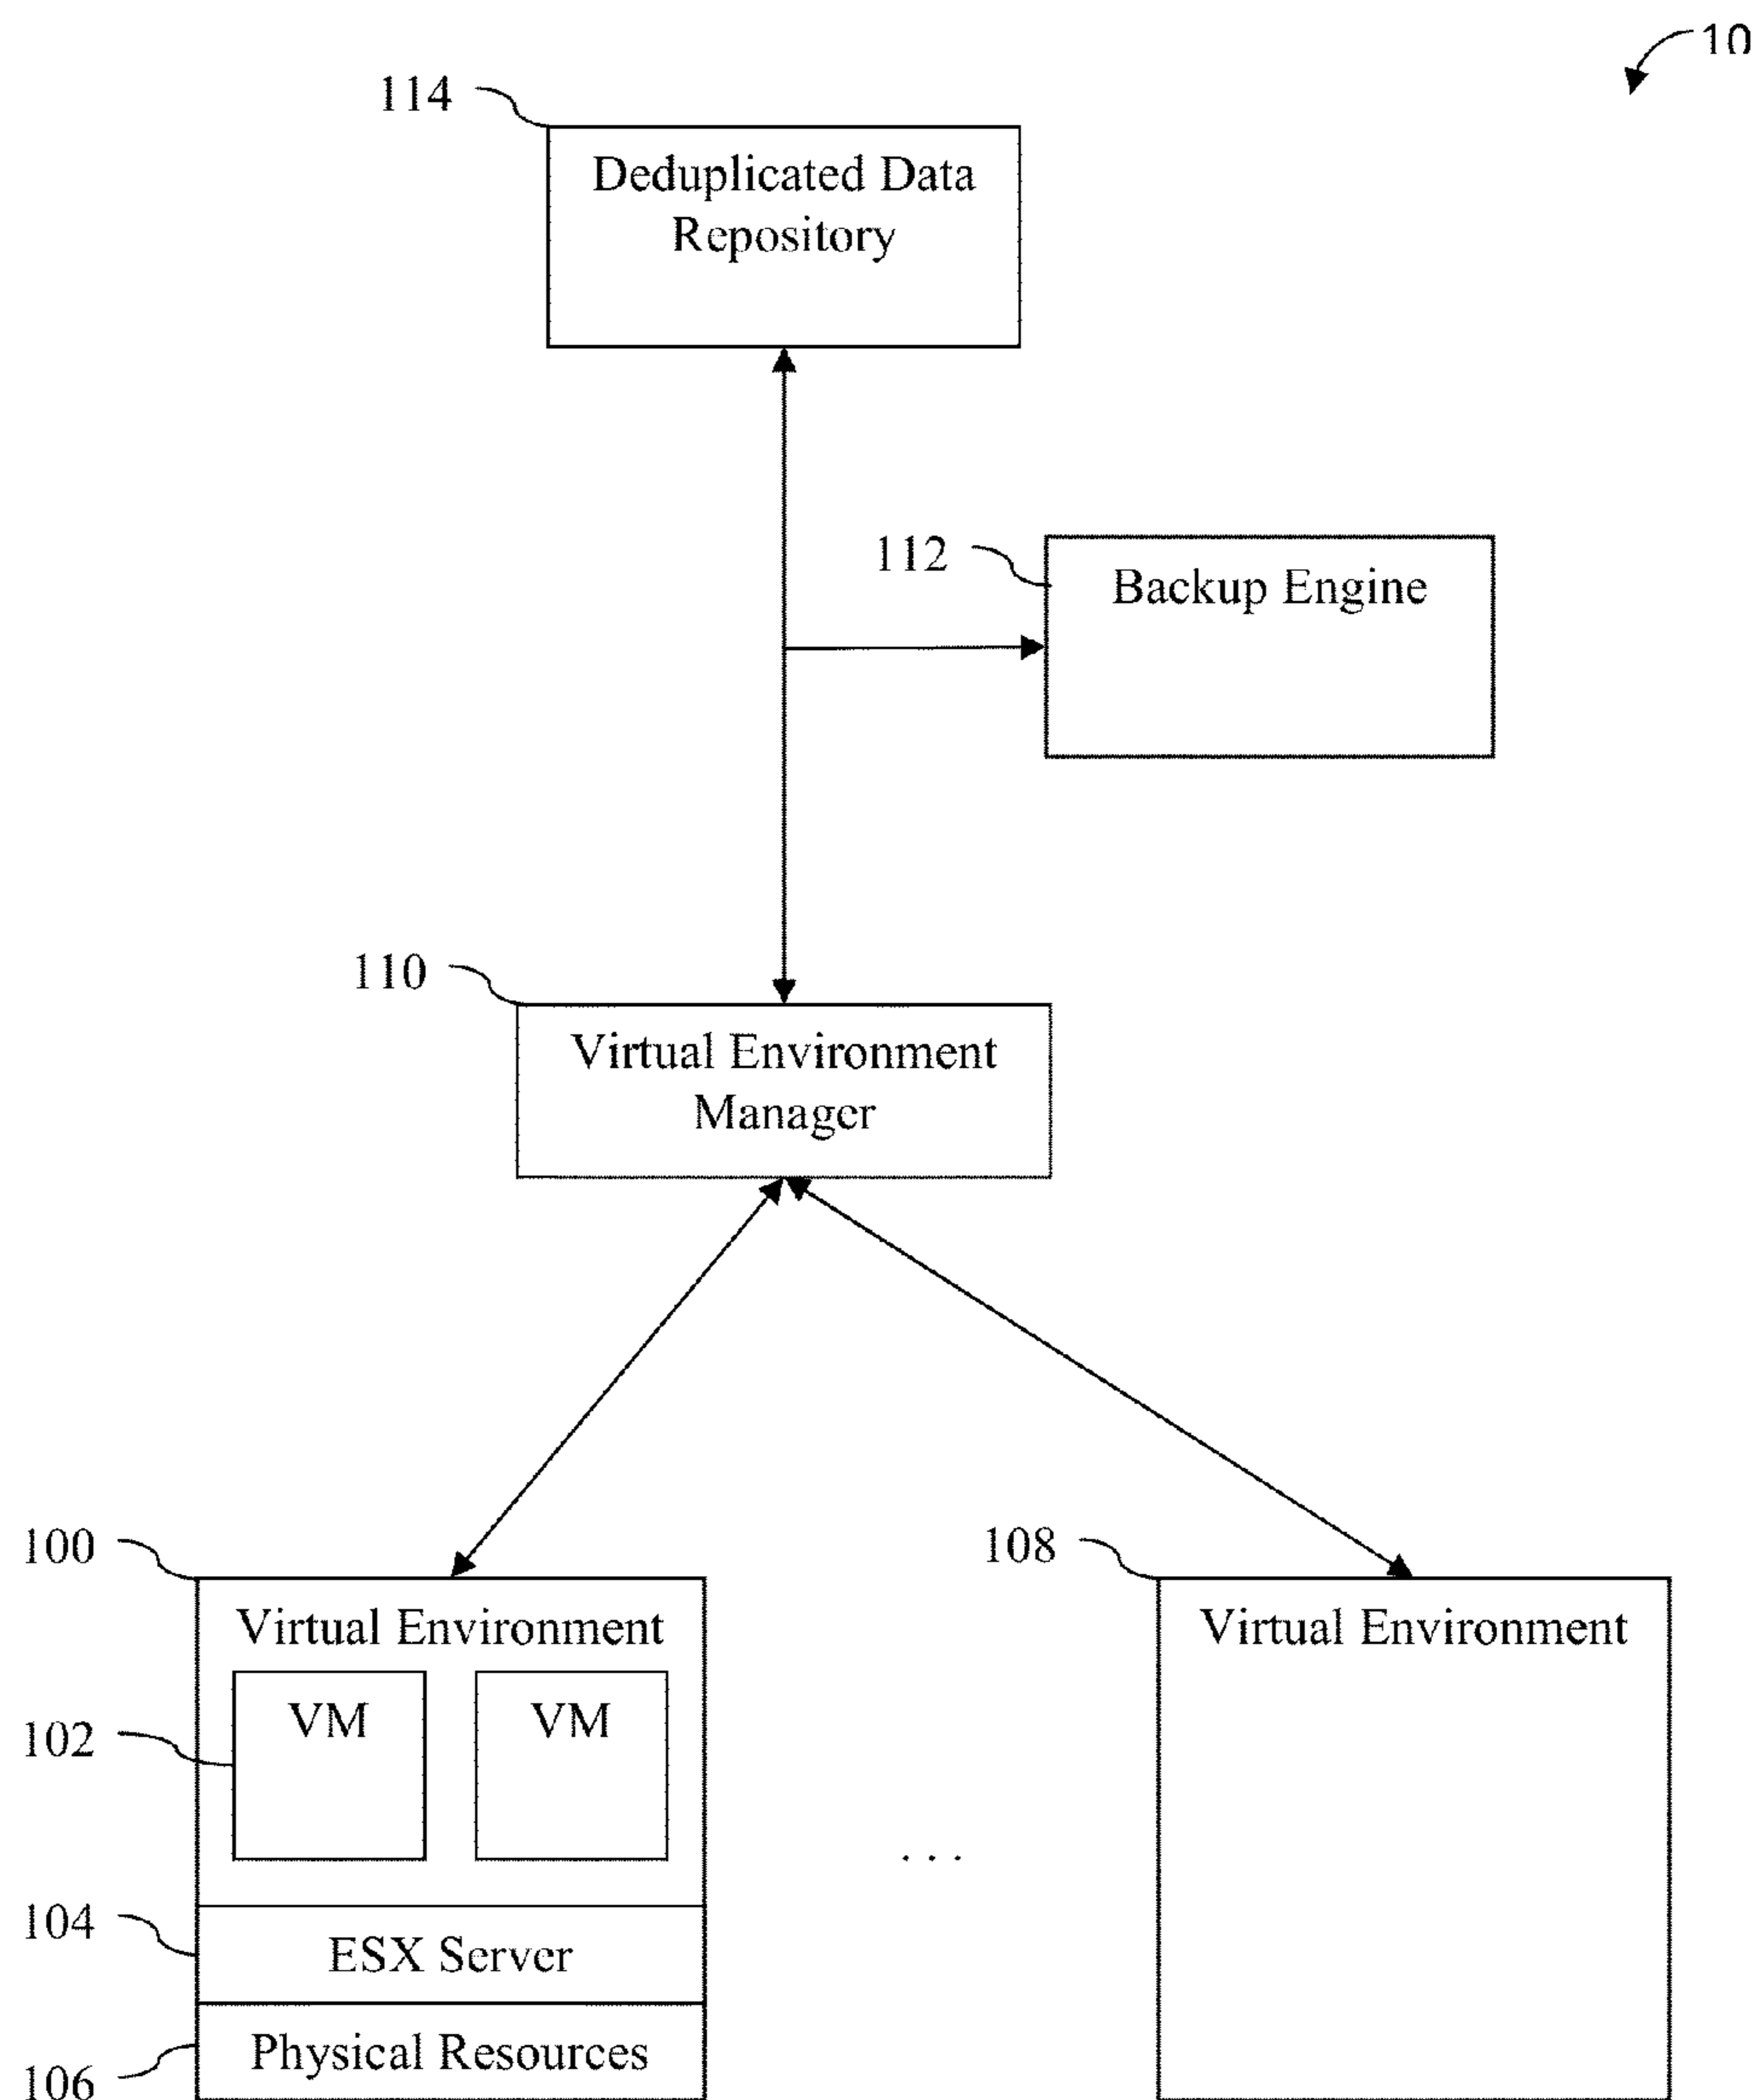 10
114
Deduplicated Data
Repository
112
Backup Engine
110
Virtual Environment
Manager
100
Virtual Environment
102
VM
VM
104
ESX Server
106
Physical Resources
. . .
108
Virtual Environment